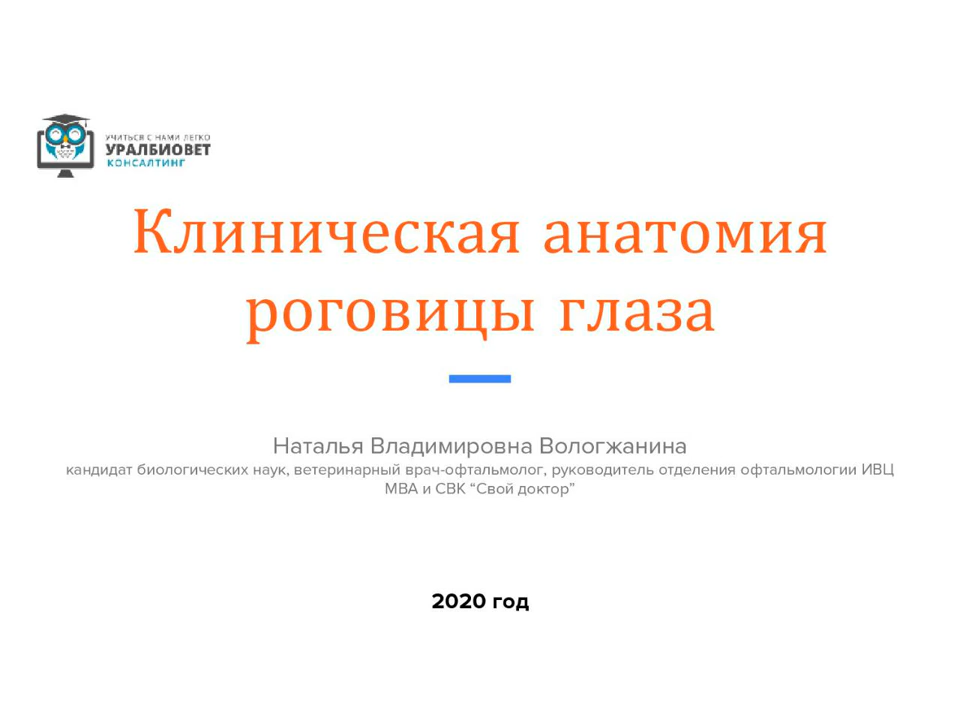 УЧИТЬСЯ С НАМИ ЛЕГКО
УРАЛБИОВЕТ
КОНСАЛТИНГ
Клиническая анатомия
роговицы глаза
Наталья Владимировна Вологжанина
кандидат биологических наук, ветеринарный врач-офтальмолог, руководитель отделения офтальмологии ИВЦ
МВА и СВК “Свой доктор”
2020 год